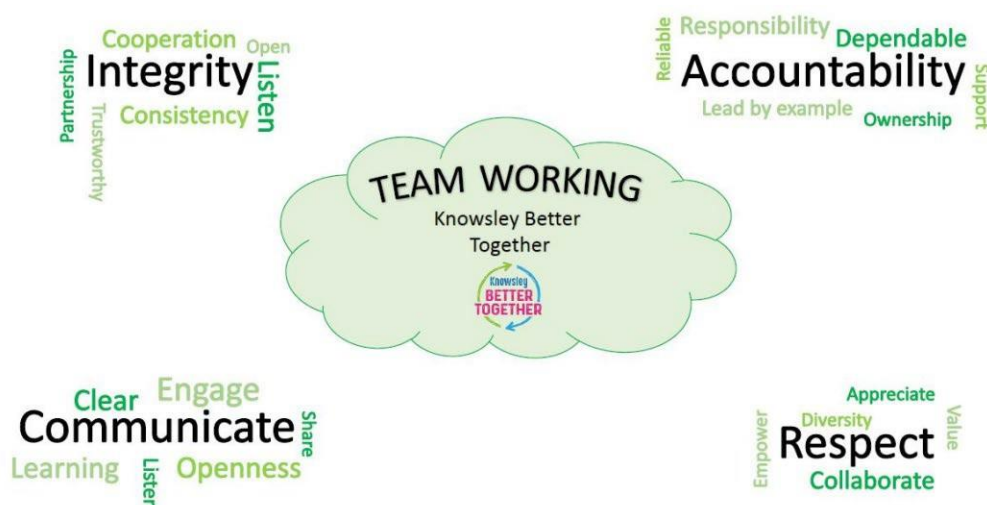 Cooperation
Open
Integrity
Listen
Partnership
Consistency
Trustworthy
Responsibility
Reliable
Dependable
Accountability
Support
Lead by example
Ownership
TEAM WORKING
Knowsley Better
Together
Knowsley
BETTER
TOGETHER
Engage
Clear
Communicate
Share
Learning
Listen
Openness
Appreciate
Diversity
Value
Empower
Respect
Collaborate